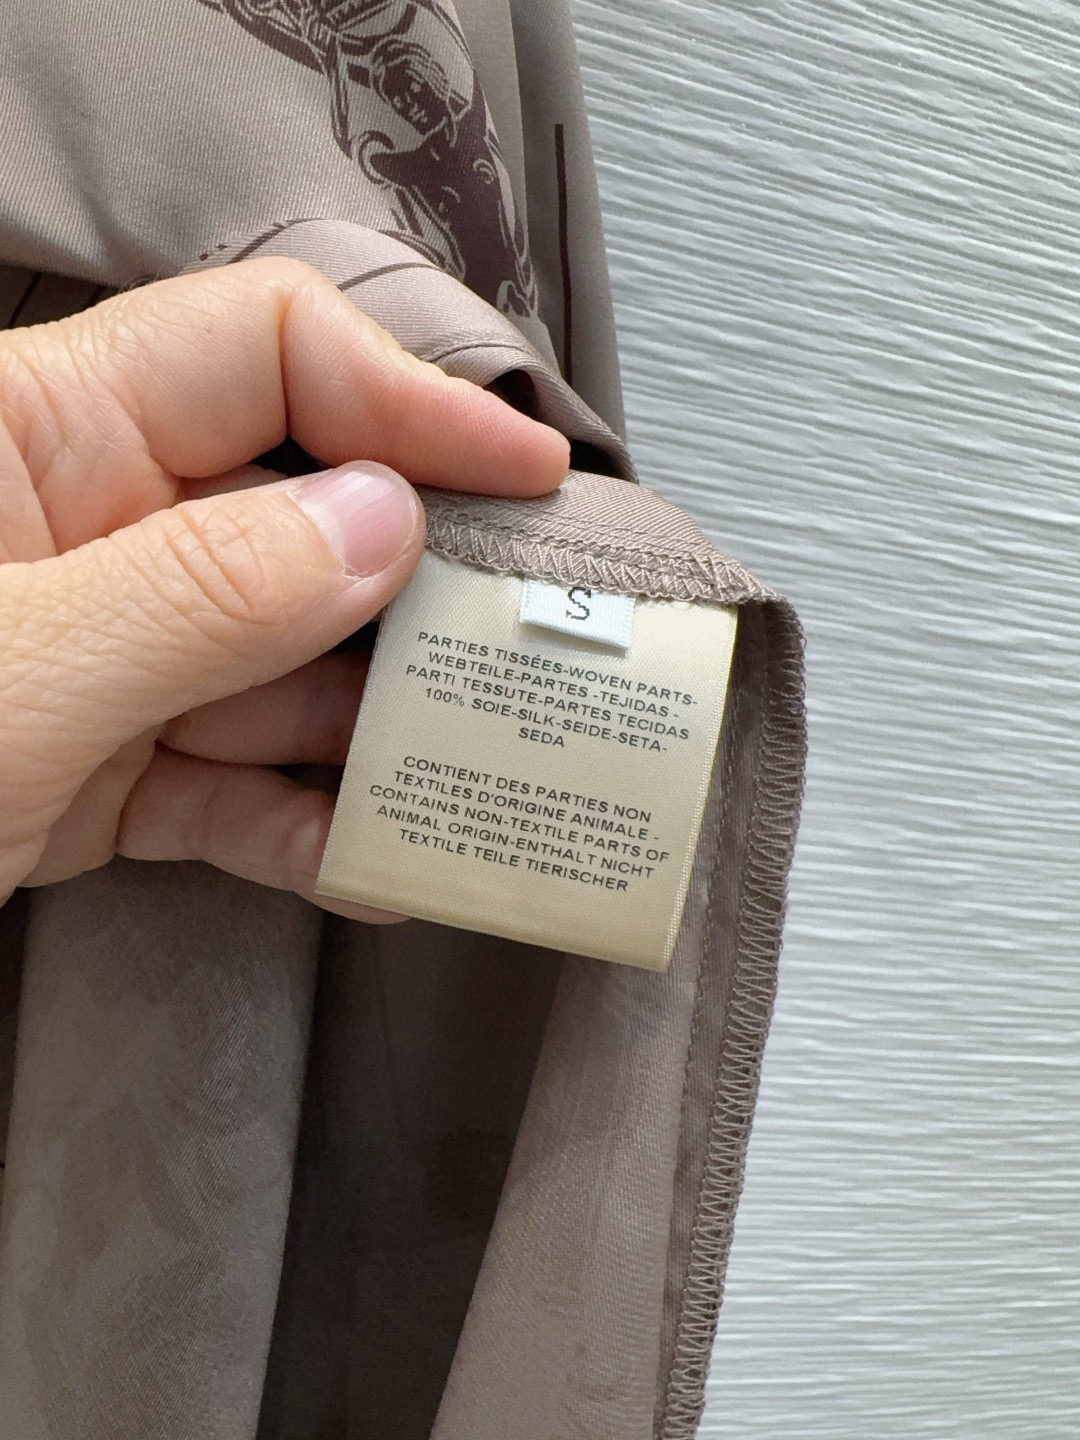 S
PARTIES TISSÉES-WOVEN PARTS-
WEBTEILE-PARTES -TEJIDAS -
PARTI TESSUTE-PARTES TECIDAS
100% SOIE-SILK-SEIDE-SETA-
SEDA
CONTIENT DES PARTIES NON
TEXTILES D'ORIGINE ANIMALE -
CONTAINS NON-TEXTILE PARTS OF
ANIMAL ORIGIN-ENTHALT NICHT
TEXTILE TEILE TIERISCHER